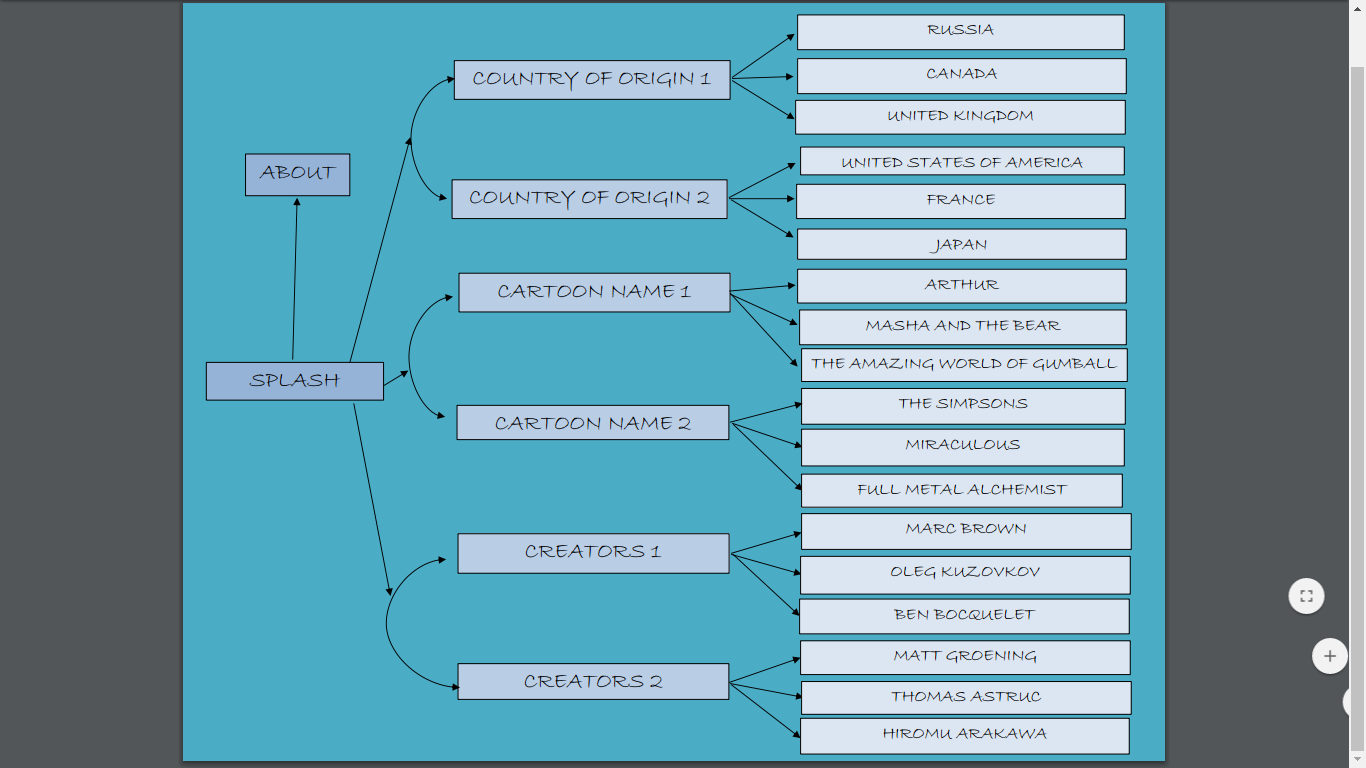 ABOUT
SPLASH
COUNTRY OF ORIGIN 1
RUSSIA
CANADA
UNITED KINGDOM
COUNTRY OF ORIGIN 2
UNITED STATES OF AMERICA
FRANCE
JAPAN
CARTOON NAME 1
ARTHUR
MASHA AND THE BEAR
THE AMAZING WORLD OF GUMBALL
CARTOON NAME 2
THE SIMPSONS
MIRACULOUS
FULL METAL ALCHEMIST
CREATORS 1
MARC BROWN
OLEG KUZOVKOV
BEN BOCQUELET
CREATORS 2
MATT GROENING
THOMAS ASTRUC
HIROMU ARAKAWA